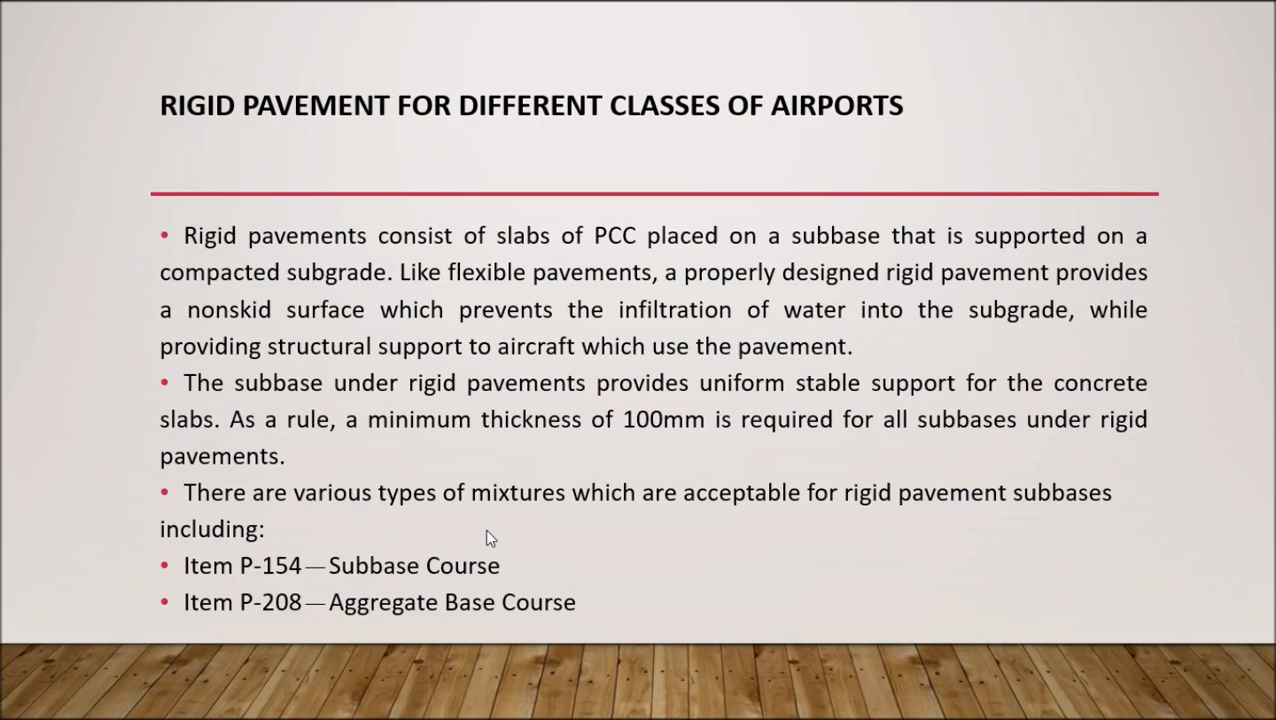 RIGID PAVEMENT FOR DIFFERENT CLASSES OF AIRPORTS
• Rigid pavements consist of slabs of PCC placed on a subbase that is supported on a
compacted subgrade. Like flexible pavements, a properly designed rigid pavement provides
a nonskid surface which prevents the infiltration of water into the subgrade, while
providing structural support to aircraft which use the pavement.
• The subbase under rigid pavements provides uniform stable support for the concrete
slabs. As a rule, a minimum thickness of 100mm is required for all subbases under rigid
pavements.
• There are various types of mixtures which are acceptable for rigid pavement subbases
including:
• Item P-154—Subbase Course
• Item P-208—Aggregate Base Course